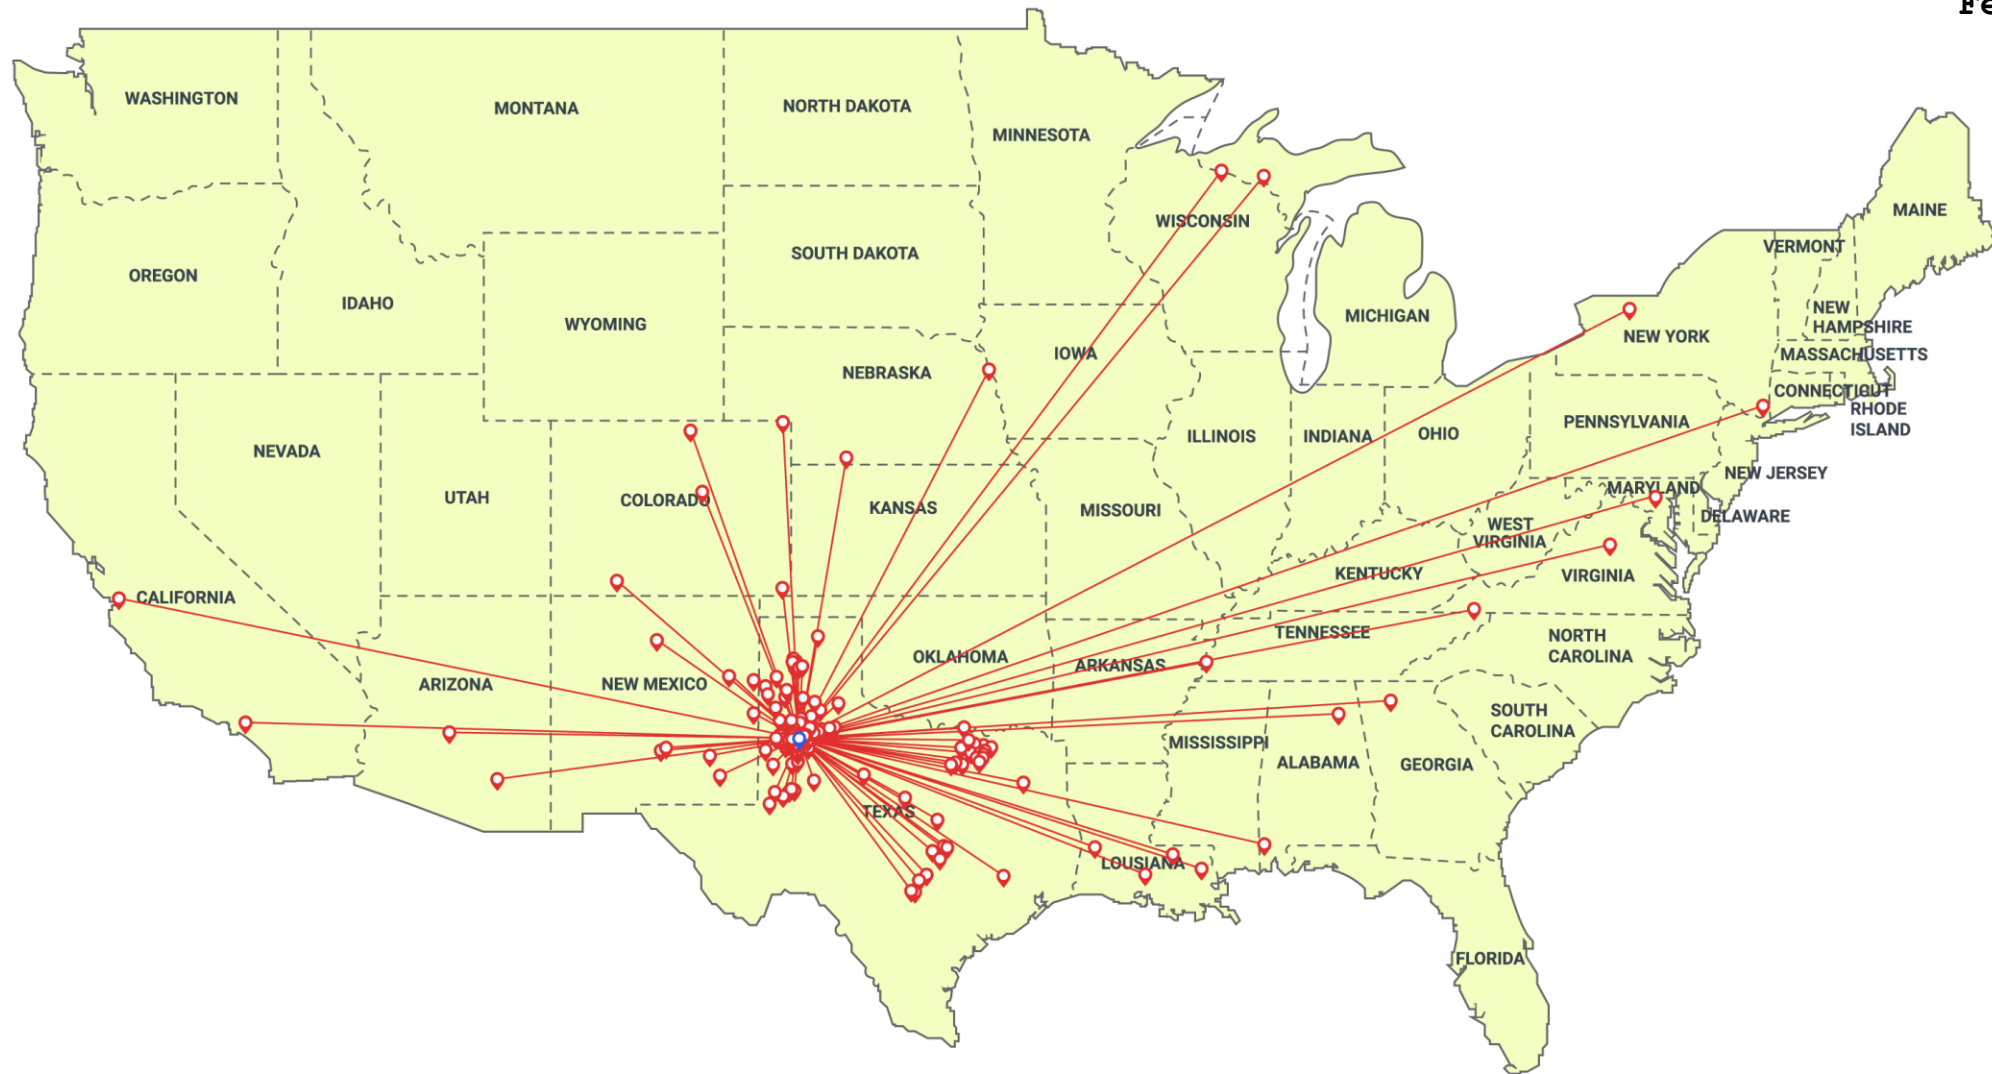 Fe
WASHINGTON
MONTANA
NORTH DAKOTA
MINNESOTA
MAINE
WISCONSIN
VERMONT
SOUTH DAKOTA
OREGON
IDAHO
NEW
HAMPSHIRE
MICHIGAN
WYOMING
NEW YORK
IOWA
MASSACHUSETTS
NEBRASKA
CONNECTICUT
RHODE
ISLAND
PENNSYLVANIA
ILLINOIS
INDIANA
OHIO
NEVADA
NEW JERSEY
MARYLAND
UTAH
COLORADO
KANSAS
MISSOURI
DELAWARE
WEST
VIRGINIA
KENTUCKY
VIRGINIA
CALIFORNIA
TENNESSEE
NORTH
CAROLINA
OKLAHOMA
ARKANSAS
ARIZONA
NEW MEXICO
SOUTH
CAROLINA
MISSISSIPPI
ALABAMA
GEORGIA
TEXAS
LOUSIANA
FLORIDA